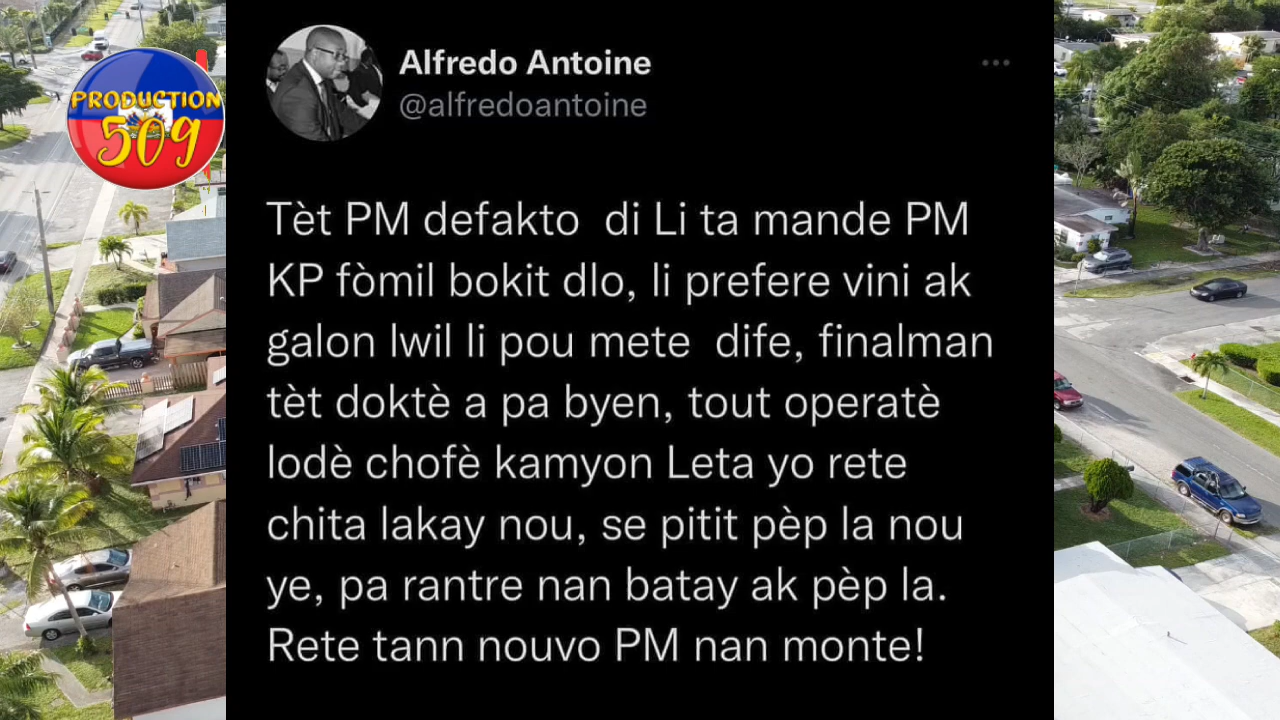 PRODUCTION
509
Alfredo Antoine
@alfredoantoine
Tèt PM defakto  di Li ta mande PM
KP fòmil bokit dlo, li prefere vini ak
galon lwil li pou mete  dife, finalman
tèt doktè a pa byen, tout operatè
lodè chofè kamyon Leta yo rete
chita lakay nou, se pitit pèp la nou
ye, pa rantre nan batay ak pèp la.
Rete tann nouvo PM nan monte!